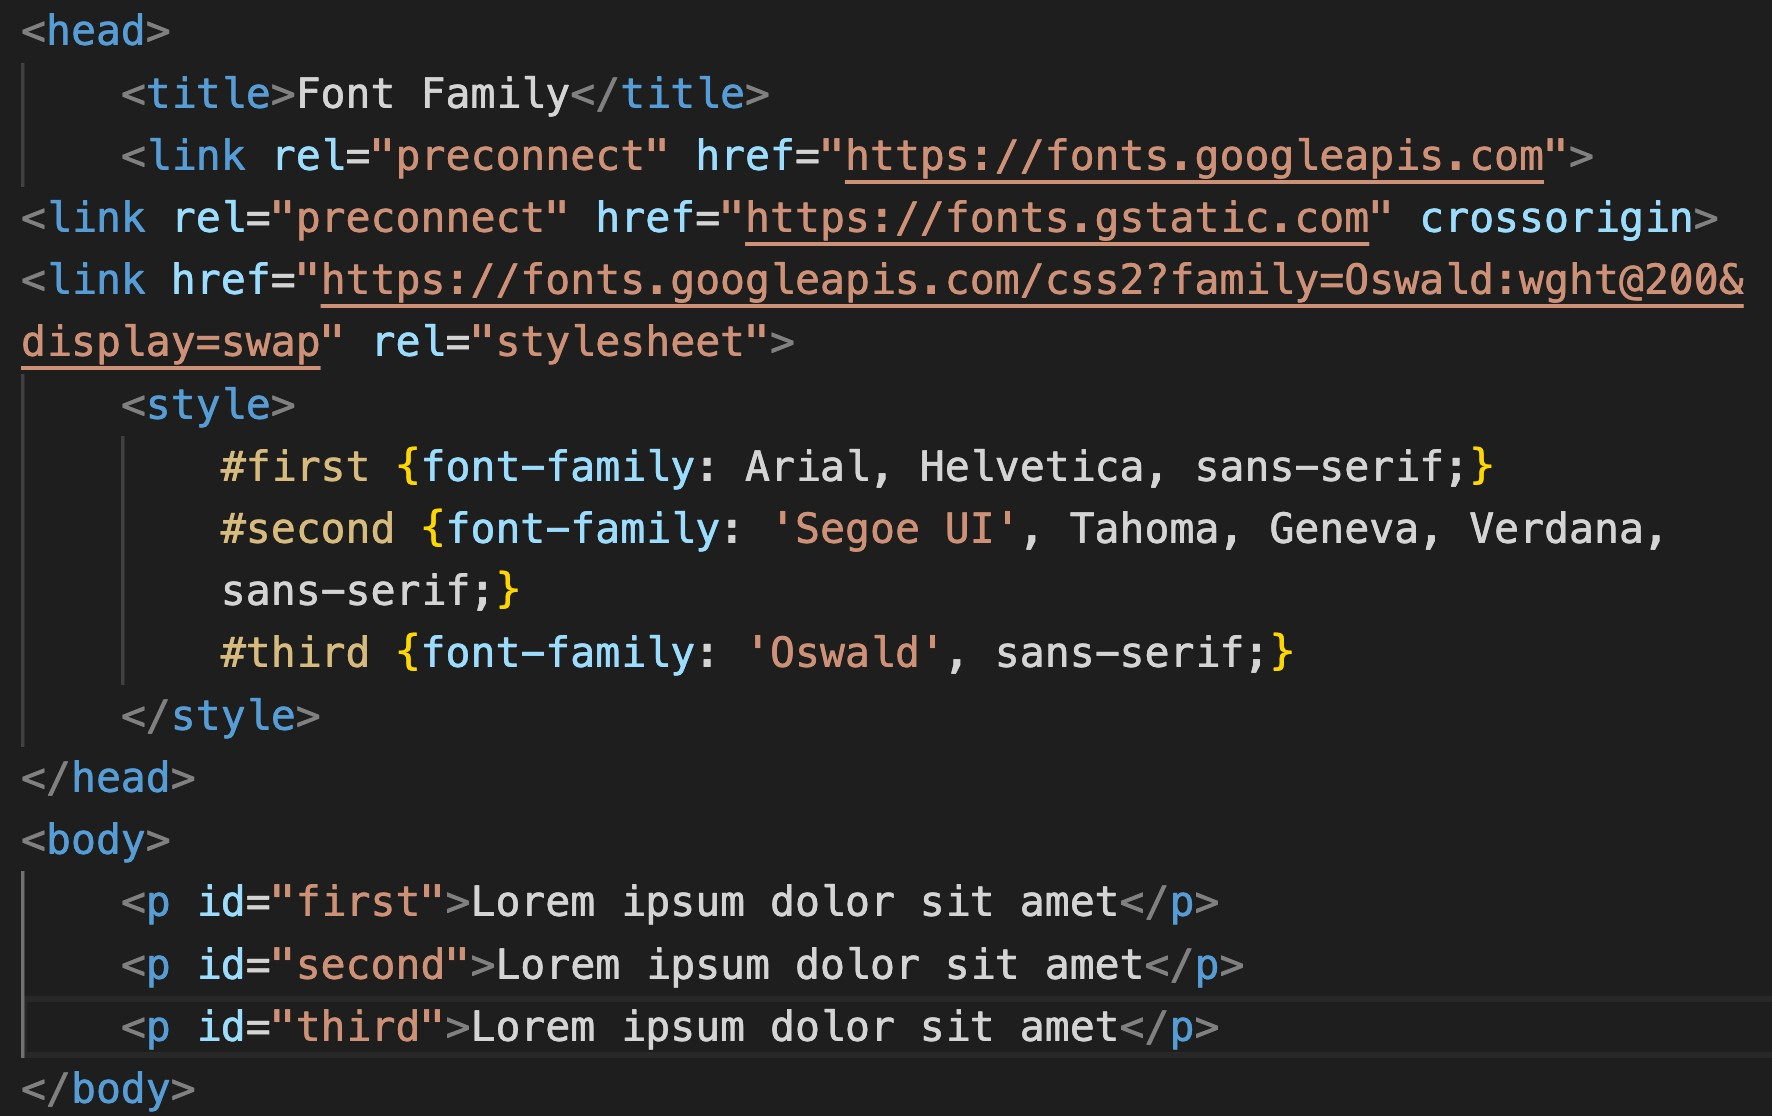 <head>
<title>Font Family</title>
<link rel="preconnect" href="https://fonts.googleapis.com">
<link rel="preconnect" href="https://fonts.gstatic.com" crossorigin>
<link href="https://fonts.googleapis.com/css2?family=Oswald:wght@200&
display=swap" rel="stylesheet">
<style>
#first {font-family: Arial, Helvetica, sans-serif;}
#second {font-family: 'Segoe UI', Tahoma, Geneva, Verdana,
sans-serif;}
#third {font-family: 'Oswald', sans-serif;}
</style>
</head>
<body>
<p id="first">Lorem ipsum dolor sit amet</p>
<p id="second">Lorem ipsum dolor sit amet</p>
<p id="third">Lorem ipsum dolor sit amet</p>
</body>